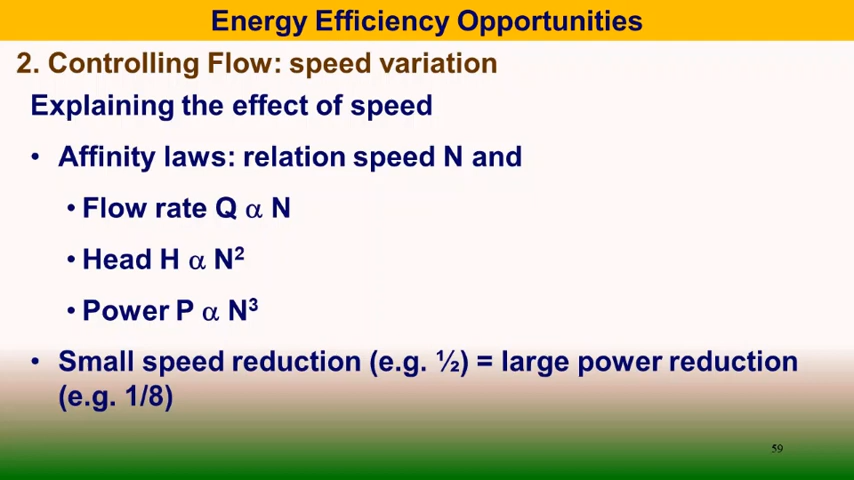 Energy Efficiency Opportunities
2. Controlling Flow: speed variation
Explaining the effect of speed
• Affinity laws: relation speed N and
• Flow rate Q α N
• Head H α N²
• Power P α N³
• Small speed reduction (e.g. ½) = large power reduction
(e.g. 1/8)
59